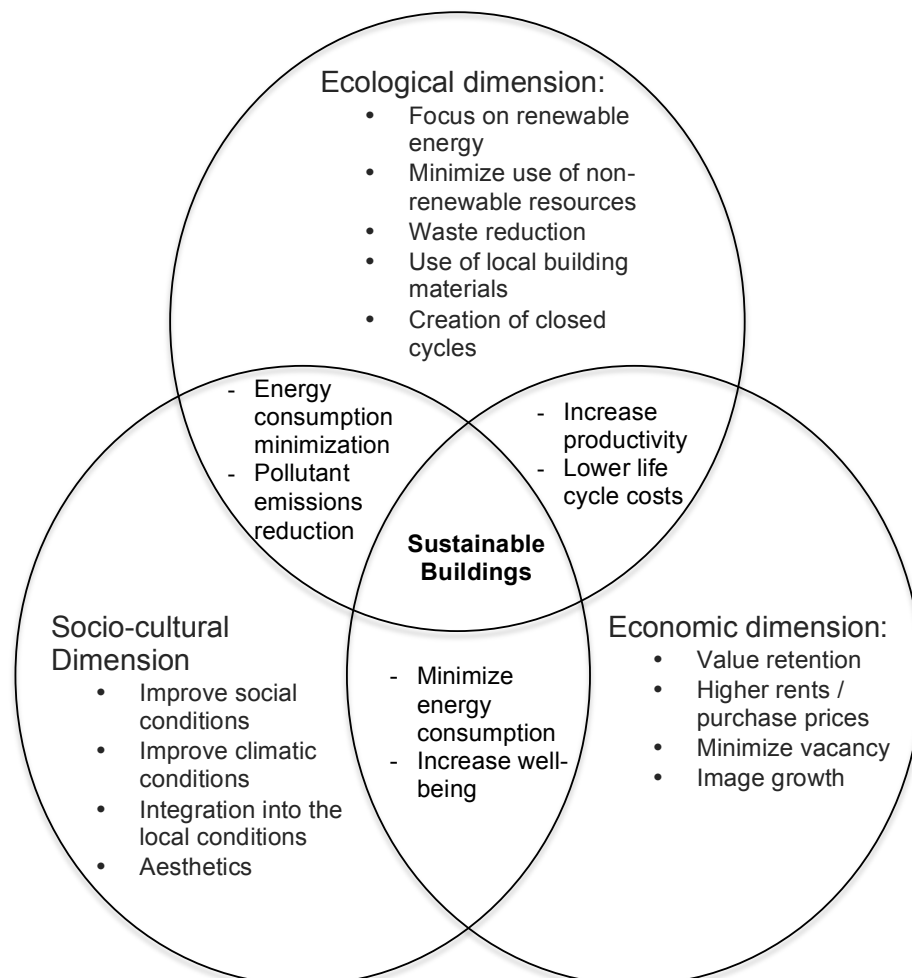 Ecological dimension:
• Focus on renewable
energy
• Minimize use of non-
renewable resources
• Waste reduction
• Use of local building
materials
• Creation of closed
cycles
- Energy
consumption
minimization
- Pollutant
emissions
reduction
- Increase
productivity
- Lower life
cycle costs
Sustainable
Buildings
Socio-cultural
Dimension
• Improve social
conditions
• Improve climatic
conditions
• Integration into the
local conditions
• Aesthetics
- Minimize
energy
consumption
- Increase well-
being
Economic dimension:
• Value retention
• Higher rents /
purchase prices
• Minimize vacancy
• Image growth